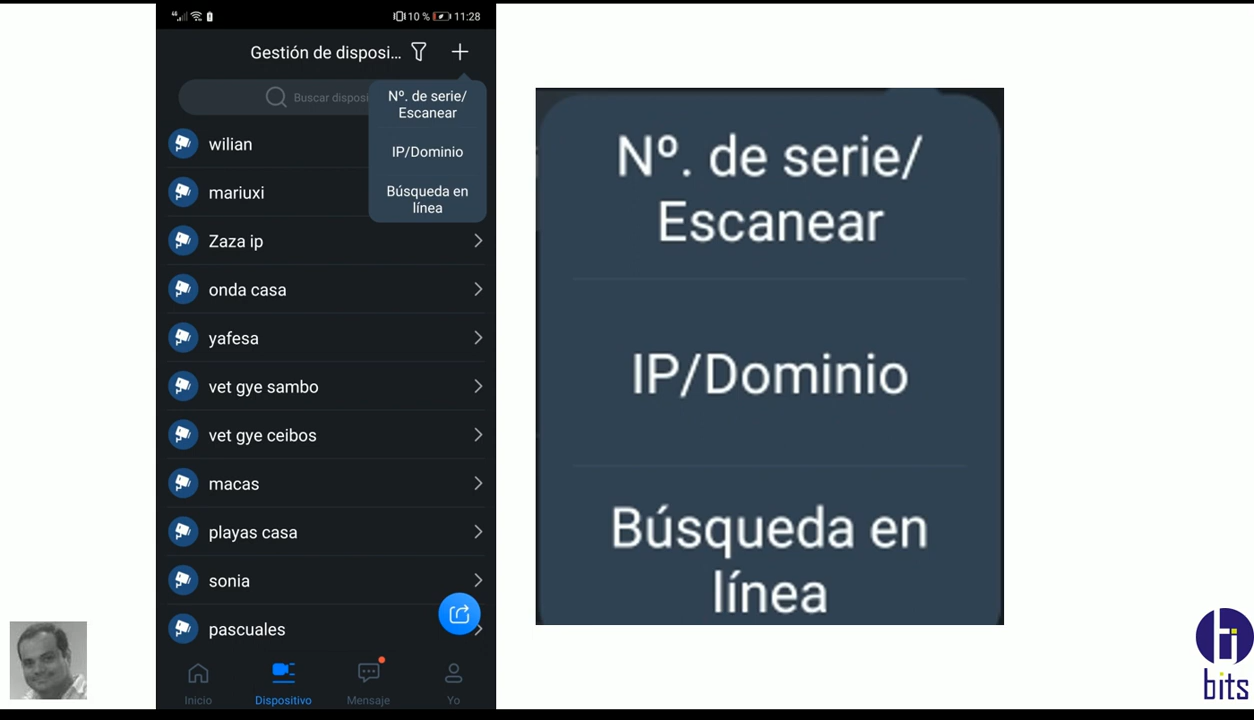 10 % 11:28
Gestión de disposi...
Buscar disposi
Nº. de serie/
Escanear
IP/Dominio
Búsqueda en
línea
wilian
mariuxi
Zaza ip
onda casa
yafesa
vet gye sambo
vet gye ceibos
macas
playas casa
sonia
pascuales
Inicio Dispositivo Mensaje Yo
Nº. de serie/
Escanear
IP/Dominio
Búsqueda en
línea
bits